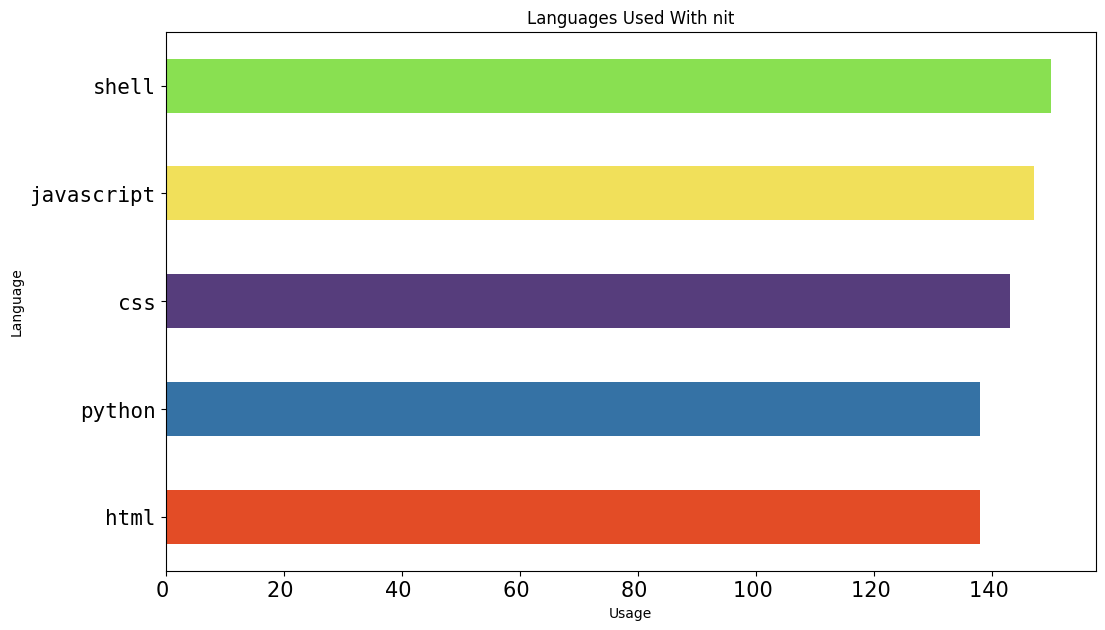 Languages Used With nit
shell
javascript
css
python
html
Language
0 20 40 60 80 100 120 140
Usage